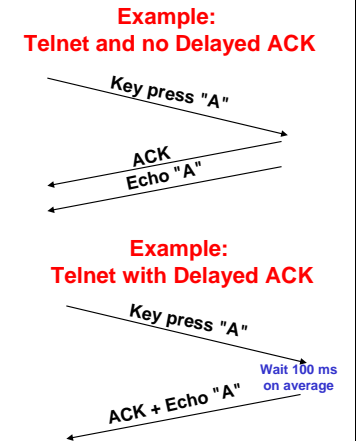 Example:
Telnet and no Delayed ACK
Key press "A"
ACK
Echo "A"
Example:
Telnet with Delayed ACK
Key press "A"
Wait 100 ms
on average
ACK + Echo "A"